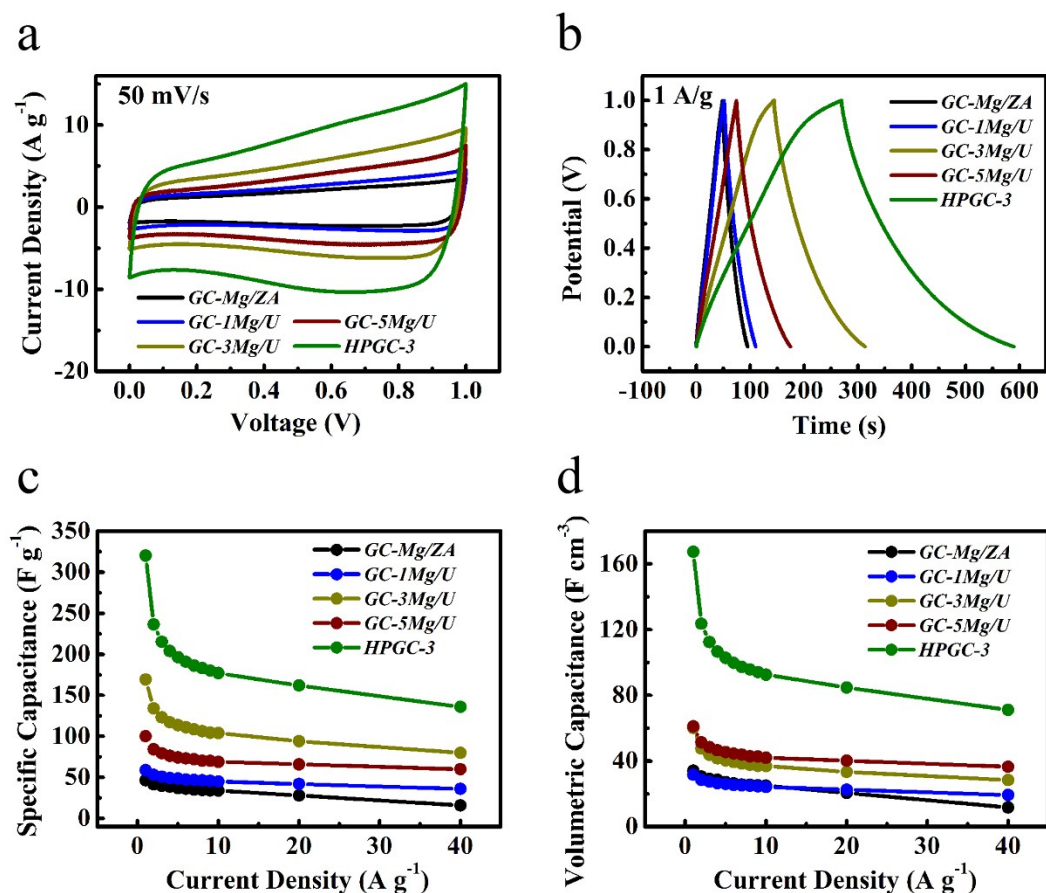 a
50 mV/s
Current Density (A g⁻¹)
10
0
-10
-20
GC-Mg/ZA
GC-1Mg/U
GC-3Mg/U
GC-5Mg/U
HPGC-3
0.0 0.2 0.4 0.6 0.8 1.0
Voltage (V)
b
1 A/g
Potential (V)
1.0
0.8
0.6
0.4
0.2
0.0
GC-Mg/ZA
GC-1Mg/U
GC-3Mg/U
GC-5Mg/U
HPGC-3
-100 0 100 200 300 400 500 600
Time (s)
c
Specific Capacitance (F g⁻¹)
350
300
250
200
150
100
50
0
GC-Mg/ZA
GC-1Mg/U
GC-3Mg/U
GC-5Mg/U
HPGC-3
0 10 20 30 40
Current Density (A g⁻¹)
d
Volumetric Capacitance (F cm⁻³)
160
120
80
40
0
GC-Mg/ZA
GC-1Mg/U
GC-3Mg/U
GC-5Mg/U
HPGC-3
0 10 20 30 40
Current Density (A g⁻¹)